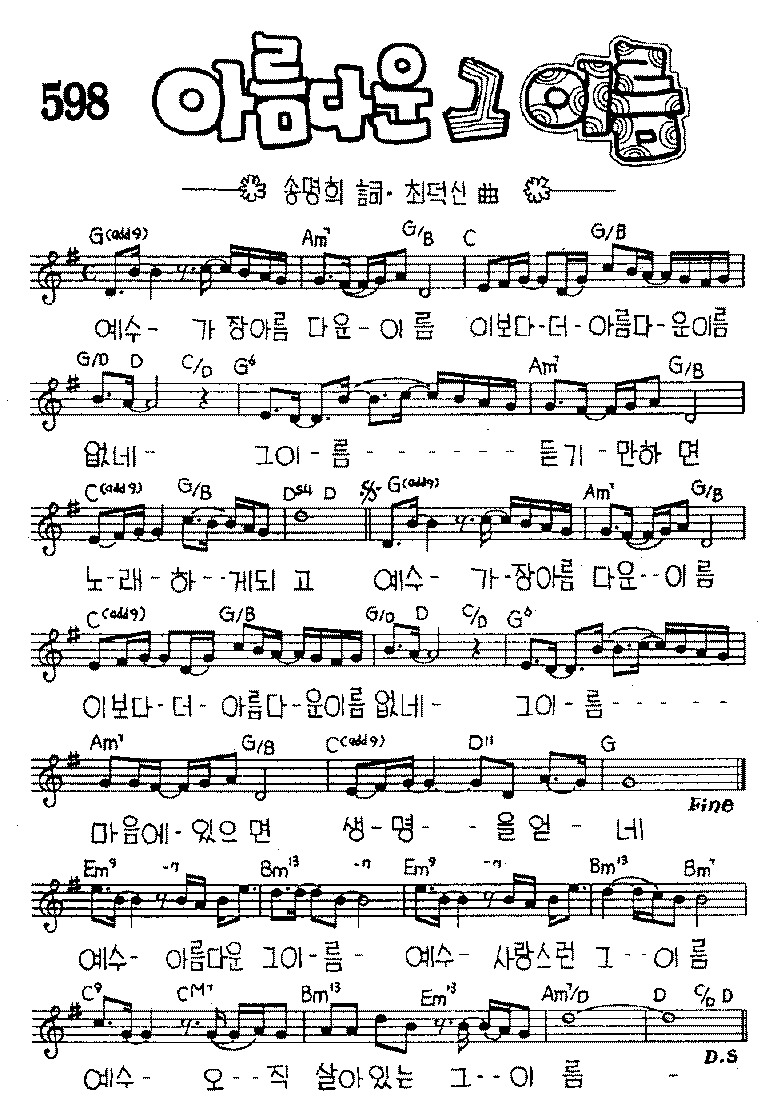 598 아름다운 그 이름
송명희 詞·최덕신 曲
G(add9) Am7 G/B C G/B
예수- 가 장아름 다운-이름 이보다-더-아름다-운이름
G/D D C/D G6 Am7 G/B
없네- 그이-름------ 듣기-만하 면
C(add9) G/B Dsus4 D G(add9) Am7 G/B
노-래-하--게되 고 예수- 가-장아름 다운--이름
C(add9) G/B G/D D C/D G6
이보다-더- 아름다-운이름 없네- 그이-름-----
Am7 G/B C(add9) D11 G
마음에-있으 면 생-명--을얻-네
Fine
Em9 -7 Bm13 -7 Em9 -7 Bm13 Bm7
예수- 아름다운 그이-름- 예수- 사랑스런 그--이름
C9 CM7 Bm13 Em13 Am7/D D C/D D
예수-- 오--직 살아있는 그--이 름 -
D.S